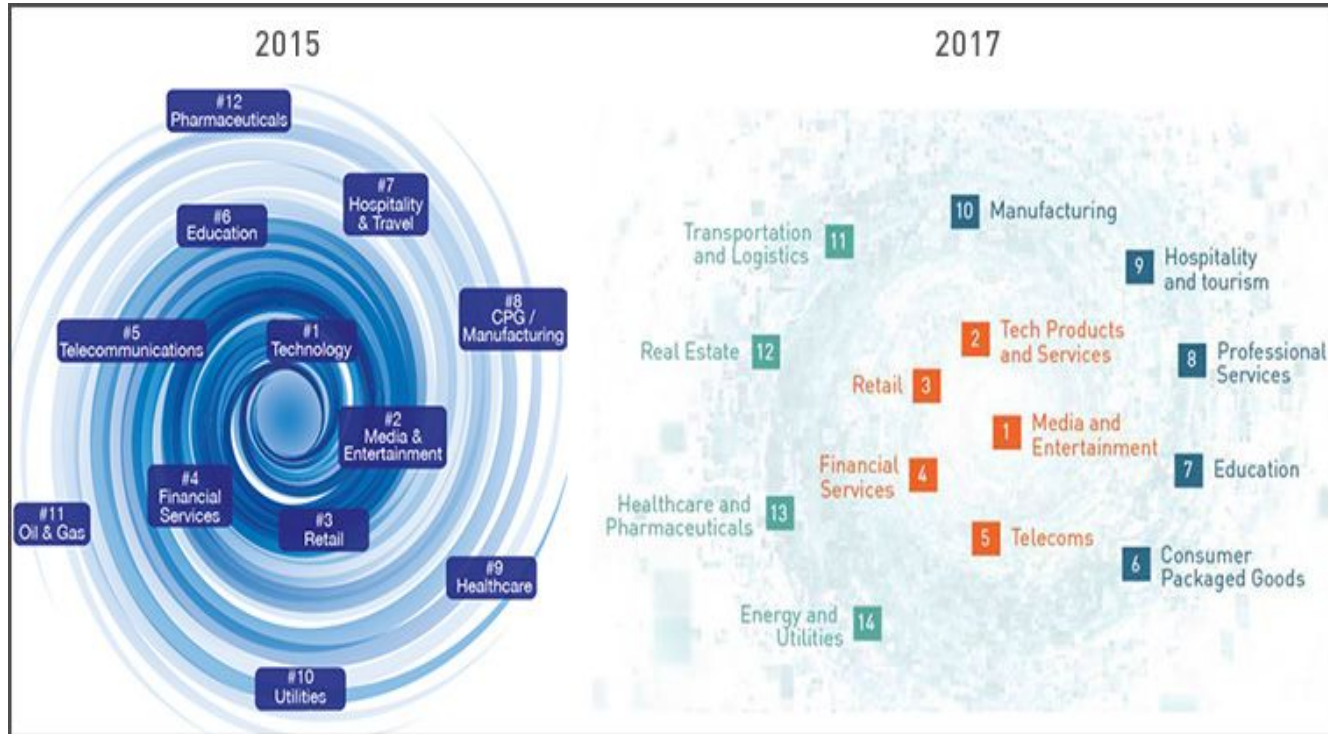 2015
#12
Pharmaceuticals
#7
Hospitality
& Travel
#6
Education
#8
CPG /
Manufacturing
#5
Telecommunications
#1
Technology
#2
Media &
Entertainment
#4
Financial
Services
#3
Retail
#11
Oil & Gas
#9
Healthcare
#10
Utilities
2017
10 Manufacturing
Transportation
and Logistics 11
9 Hospitality
and tourism
2 Tech Products
and Services
Real Estate 12
8 Professional
Services
Retail 3
1 Media and
Entertainment
Financial
Services 4
7 Education
Healthcare and
Pharmaceuticals 13
5 Telecoms
6 Consumer
Packaged Goods
Energy and
Utilities 14